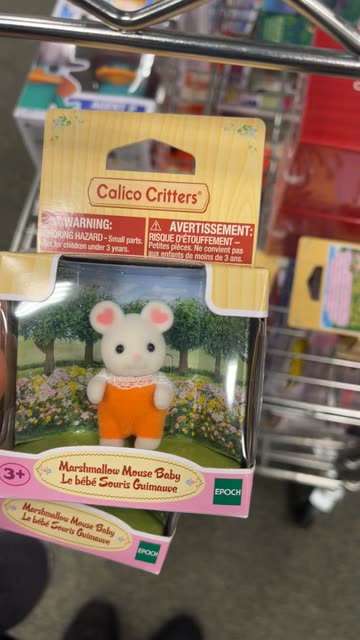 Calico Critters®
WARNING:
CHOKING HAZARD - Small parts.
Not for children under 3 years.
AVERTISSEMENT:
RISQUE D'ÉTOUFFEMENT –
Petites pièces. Ne convient pas
aux enfants de moins de 3 ans.
3+
Marshmallow Mouse Baby
Le bébé Souris Guimauve
EPOCH
Marshmallow Mouse Baby
Le bébé Souris Guimauve
EPOCH